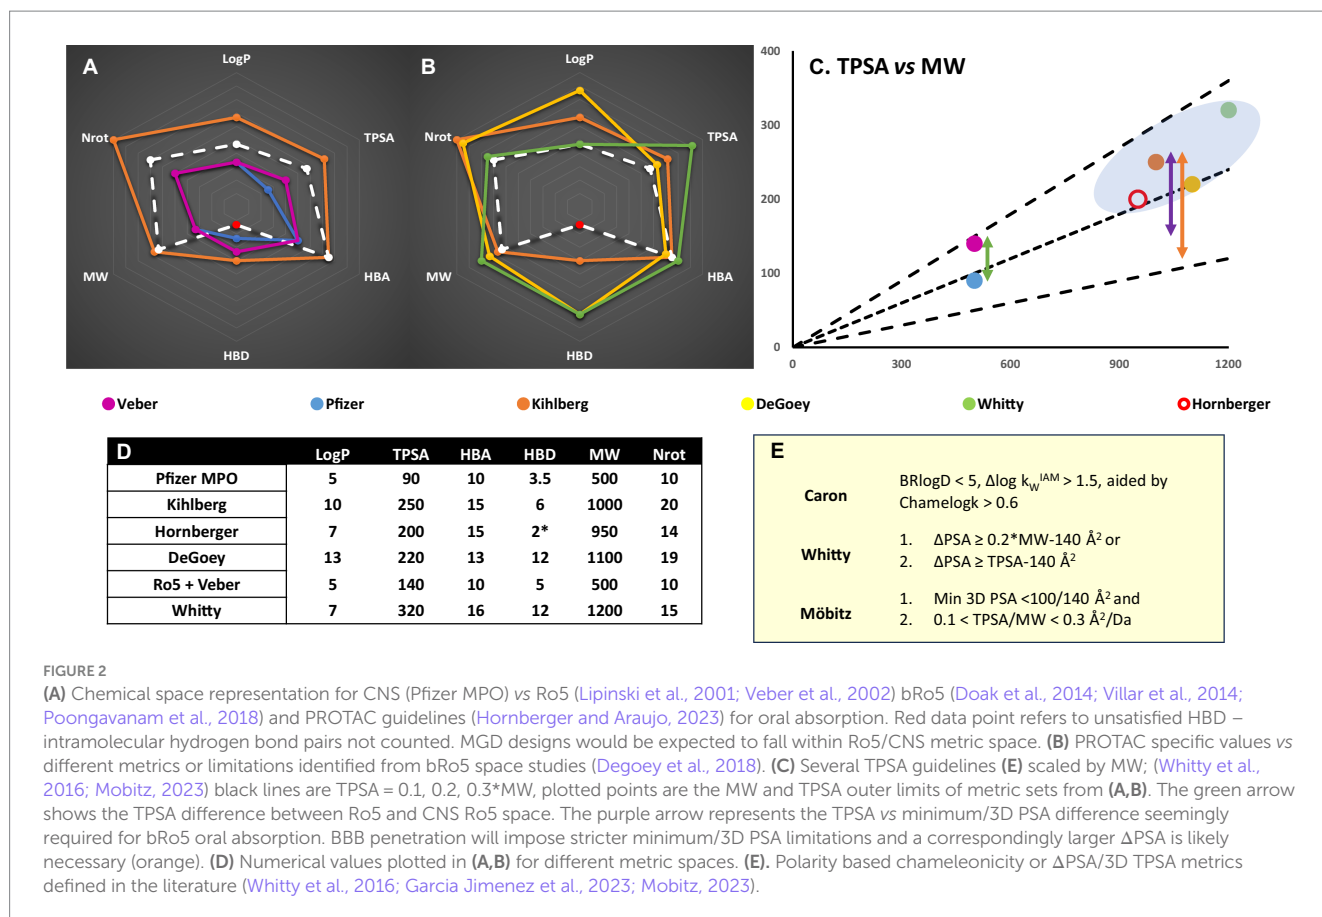 A
LogP
TPSA
HBA
HBD
MW
Nrot
B
LogP
TPSA
HBA
HBD
MW
Nrot
C. TPSA vs MW
400
300
200
100
0
0 300 600 900 1200
Veber Pfizer Kihlberg DeGoey Whitty Hornberger
D LogP TPSA HBA HBD MW Nrot
Pfizer MPO 5 90 10 3.5 500 10
Kihlberg 10 250 15 6 1000 20
Hornberger 7 200 15 2* 950 14
DeGoey 13 220 13 12 1100 19
Ro5 + Veber 5 140 10 5 500 10
Whitty 7 320 16 12 1200 15
E
Caron BRlogD < 5, Δlog kW^IAM > 1.5, aided by
Chamelogk > 0.6
Whitty 1. ΔPSA ≥ 0.2*MW-140 Å² or
2. ΔPSA ≥ TPSA-140 Å²
Möbitz 1. Min 3D PSA <100/140 Å² and
2. 0.1 < TPSA/MW < 0.3 Å²/Da
FIGURE 2
(A) Chemical space representation for CNS (Pfizer MPO) vs Ro5 (Lipinski et al., 2001; Veber et al., 2002) bRo5 (Doak et al., 2014; Villar et al., 2014;
Poongavanam et al., 2018) and PROTAC guidelines (Hornberger and Araujo, 2023) for oral absorption. Red data point refers to unsatisfied HBD –
intramolecular hydrogen bond pairs not counted. MGD designs would be expected to fall within Ro5/CNS metric space. (B) PROTAC specific values vs
different metrics or limitations identified from bRo5 space studies (Degoey et al., 2018). (C) Several TPSA guidelines (E) scaled by MW; (Whitty et al.,
2016; Mobitz, 2023) black lines are TPSA = 0.1, 0.2, 0.3*MW, plotted points are the MW and TPSA outer limits of metric sets from (A,B). The green arrow
shows the TPSA difference between Ro5 and CNS Ro5 space. The purple arrow represents the TPSA vs minimum/3D PSA difference seemingly
required for bRo5 oral absorption. BBB penetration will impose stricter minimum/3D PSA limitations and a correspondingly larger ΔPSA is likely
necessary (orange). (D) Numerical values plotted in (A,B) for different metric spaces. (E). Polarity based chameleonicity or ΔPSA/3D TPSA metrics
defined in the literature (Whitty et al., 2016; Garcia Jimenez et al., 2023; Mobitz, 2023).